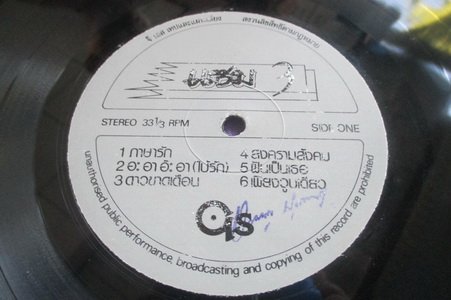 สงวนลิขสิทธิ์ตามกฎหมาย
STEREO 33 1/3 RPM
SIDE ONE
1 ภาษารัก
2 อะ อา อ๊ะ อา (ไม่รัก)
3 ดาวขาดเดือน
4 สงครามสังคม
5 ฝันเป็นเธอ
6 เพียงจูบเดียว
unauthorised public performance, broadcasting and copying of this record are prohibited